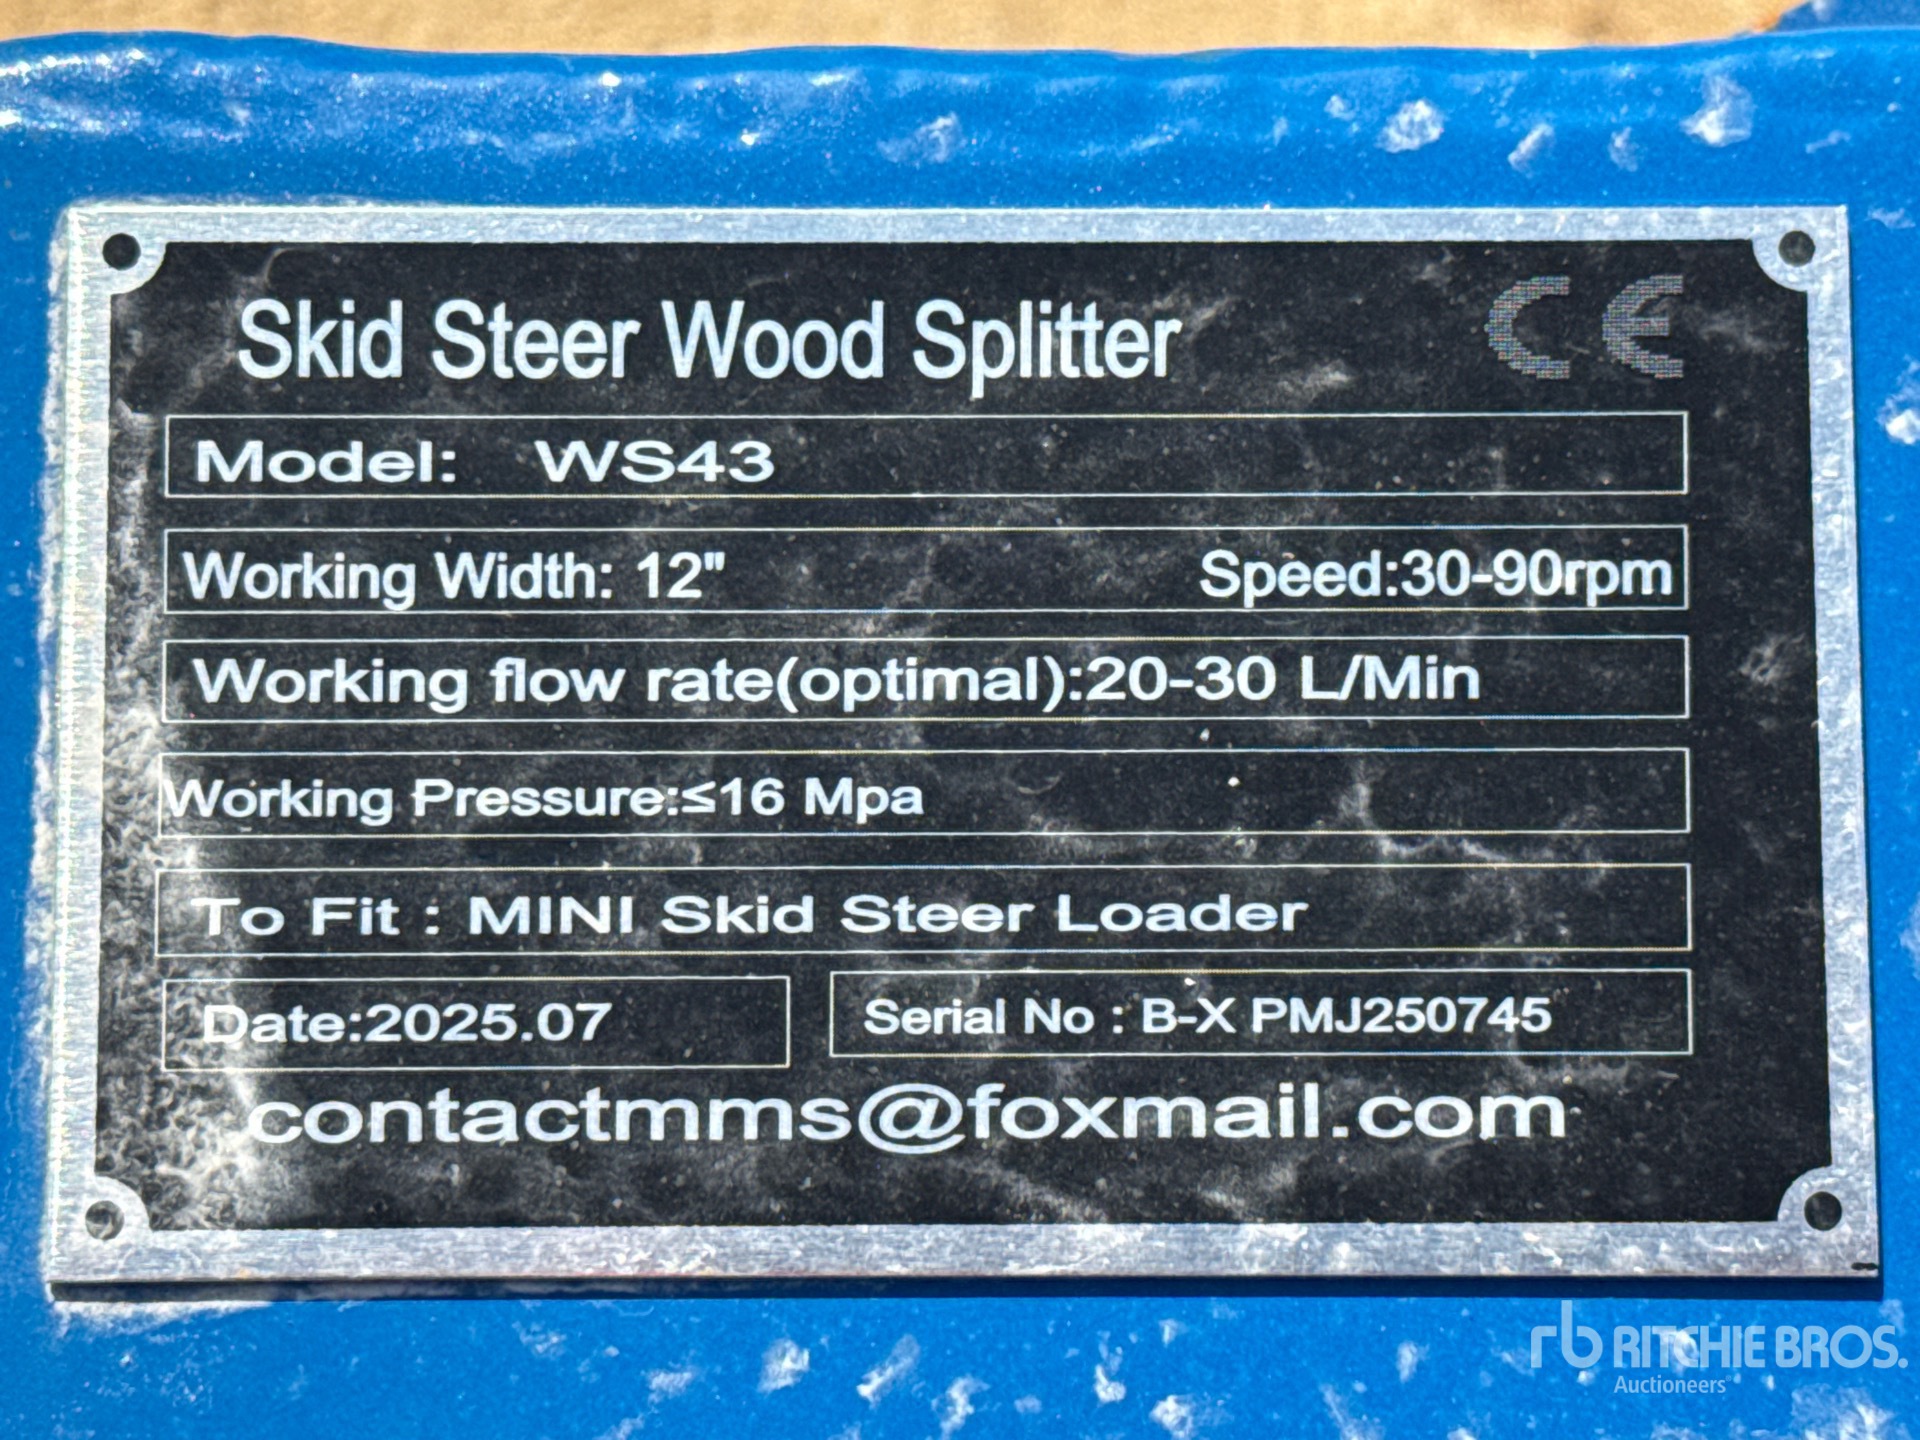 Skid Steer Wood Splitter CE
Model: WS43
Working Width: 12" Speed:30-90rpm
Working flow rate(optimal):20-30 L/Min
Working Pressure:≤16 Mpa
To Fit : MINI Skid Steer Loader
Date:2025.07 Serial No : B-X PMJ250745
contactmms@foxmail.com
rb RITCHIE BROS.
Auctioneers